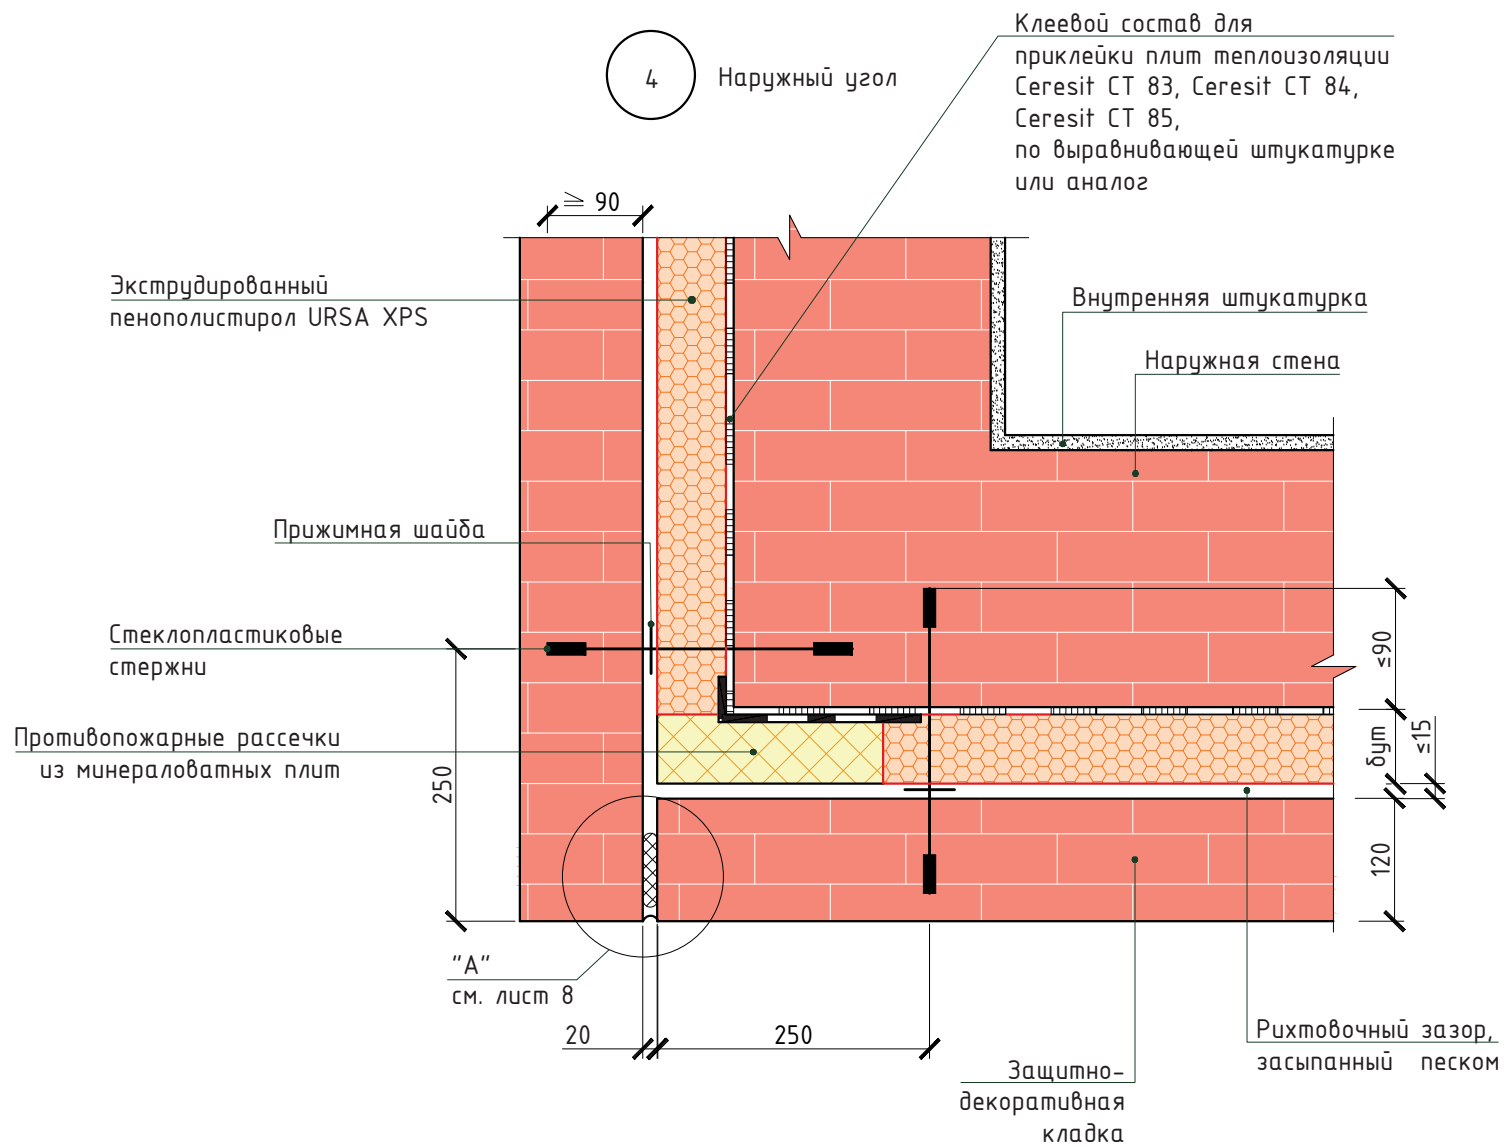 4
Наружный угол
Клеевой состав для
приклейки плит теплоизоляции
Ceresit CT 83, Ceresit CT 84,
Ceresit CT 85,
по выравнивающей штукатурке
или аналог
≥ 90
Экструдированный
пенополистирол URSA XPS
Внутренняя штукатурка
Наружная стена
Прижимная шайба
Стеклопластиковые
стержни
Противопожарные рассечки
из минераловатных плит
250
≤90
бут
≤15
120
"А"
см. лист 8
20
250
Рихтовочный зазор,
засыпанный песком
Защитно-
декоративная
кладка